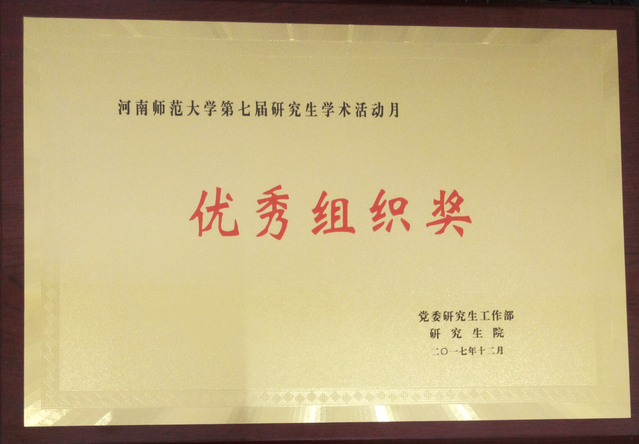 河南师范大学第七届研究生学术活动月
优秀组织奖
党委研究生工作部
研究生院
二〇一七年十二月